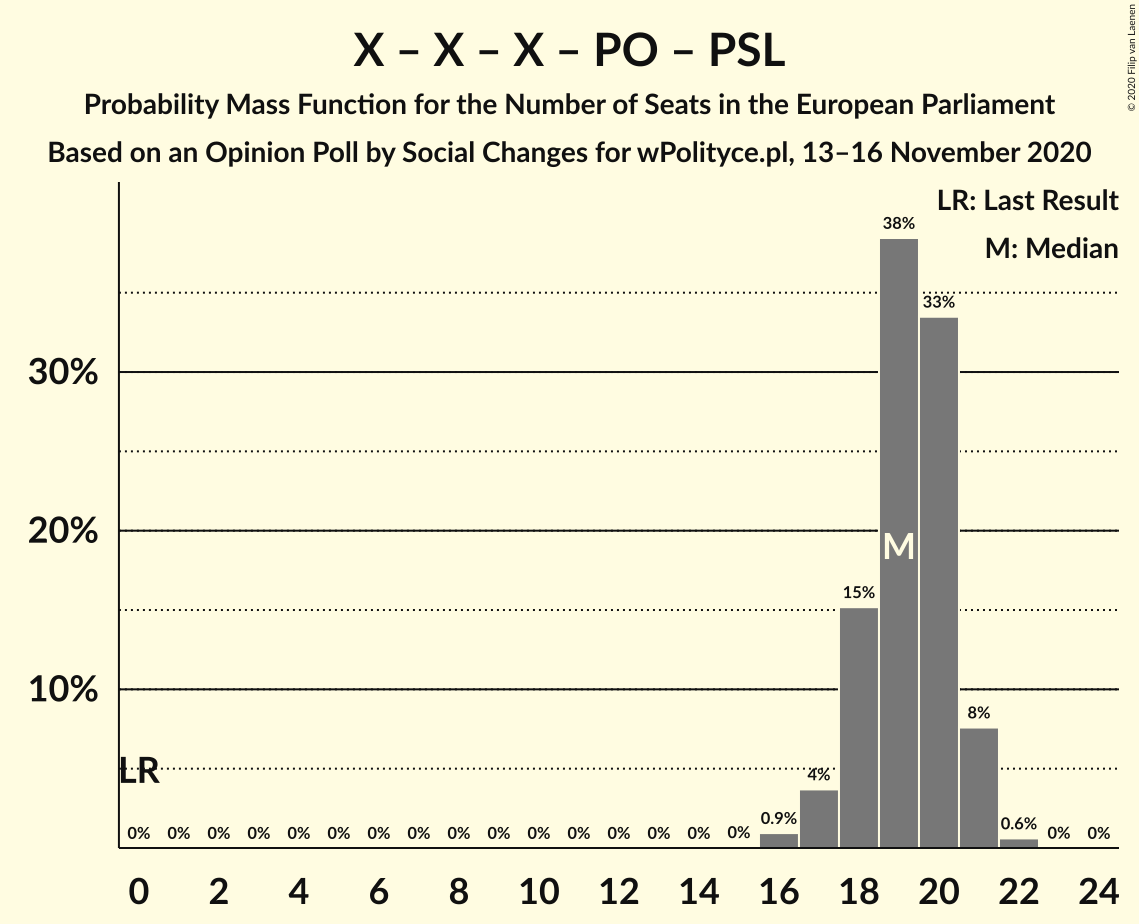 X – X – X – PO – PSL
Probability Mass Function for the Number of Seats in the European Parliament
Based on an Opinion Poll by Social Changes for wPolityce.pl, 13–16 November 2020
© 2020 Filip van Laenen
LR: Last Result
M: Median
38%
33%
30%
20%
M
15%
10%
8%
LR
4%
0% 0% 0% 0% 0% 0% 0% 0% 0% 0% 0% 0% 0% 0% 0% 0% 0.9% 0.6% 0% 0%
0 2 4 6 8 10 12 14 16 18 20 22 24